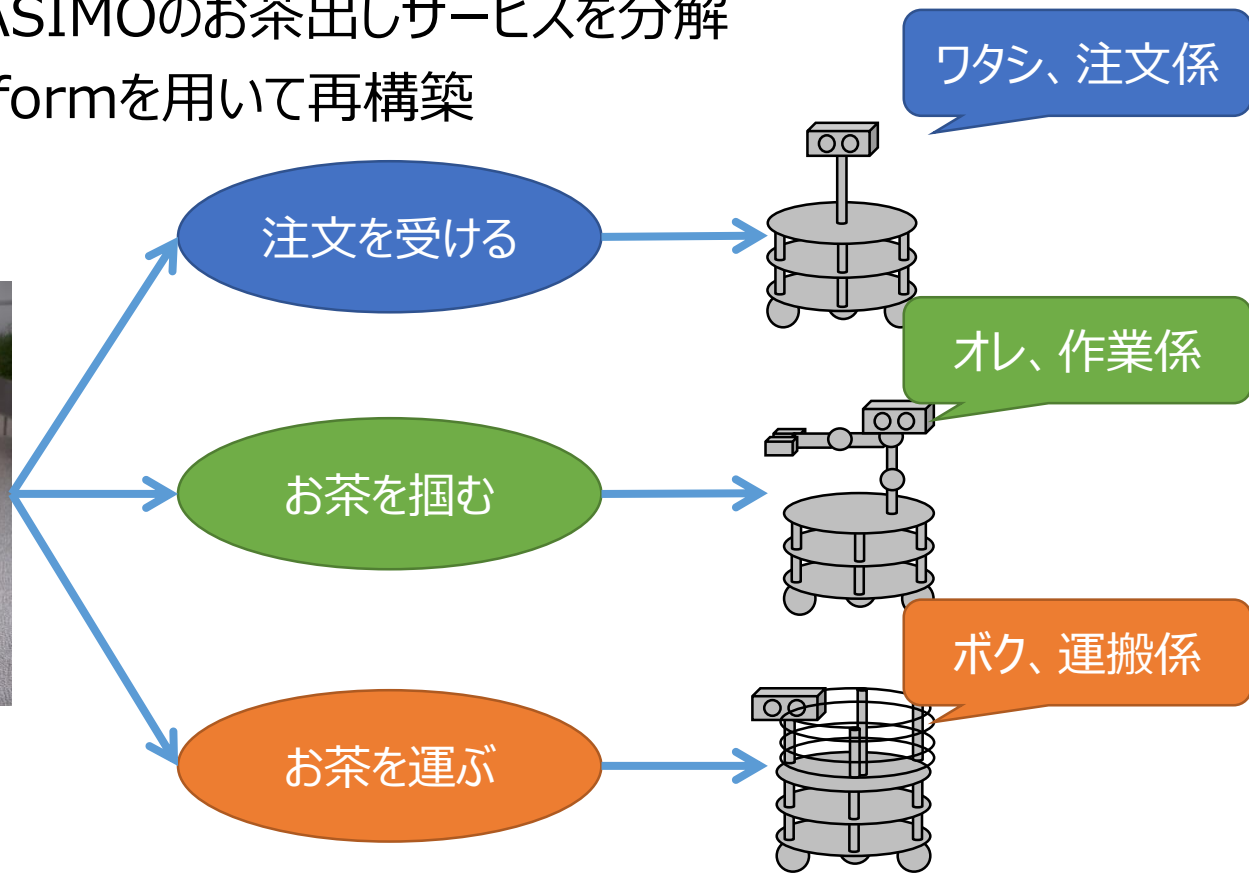 ASIMOのお茶出しサービスを分解
formを用いて再構築
ワタシ、注文係
注文を受ける
オレ、作業係
お茶を掴む
ボク、運搬係
お茶を運ぶ